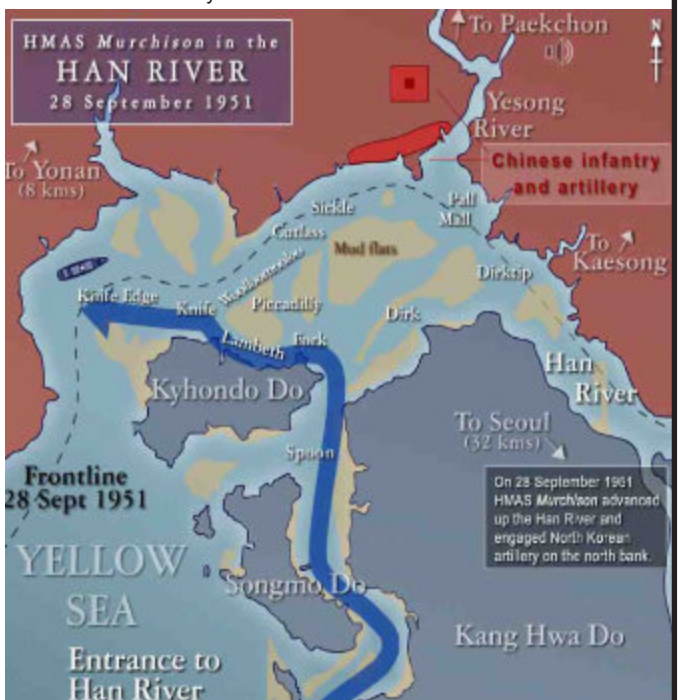 HMAS Murchison in the
HAN RIVER
28 September 1951
To Paekchon
N
Yesong
River
Chinese infantry
and artillery
To Yonan
(8 kms)
Sickle
Cutlass
Pall
Mall
Mud flats
To
Kaesong
Woolloomooloo
Dirktip
Knife Edge
Knife
Piccadilly
Dirk
Lambeth
Fork
Han
River
Kyhondo Do
To Seoul
(32 kms)
Spoon
Frontline
28 Sept 1951
On 28 September 1951
HMAS Murchison advanced
up the Han River and
engaged North Korean
artillery on the north bank.
YELLOW
SEA
Songmo Do
Kang Hwa Do
Entrance to
Han River